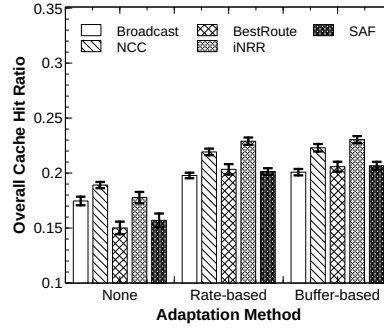 0.35
Broadcast BestRoute SAF
NCC iNRR
0.3
0.25
0.2
0.15
0.1
Overall Cache Hit Ratio
None Rate-based Buffer-based
Adaptation Method